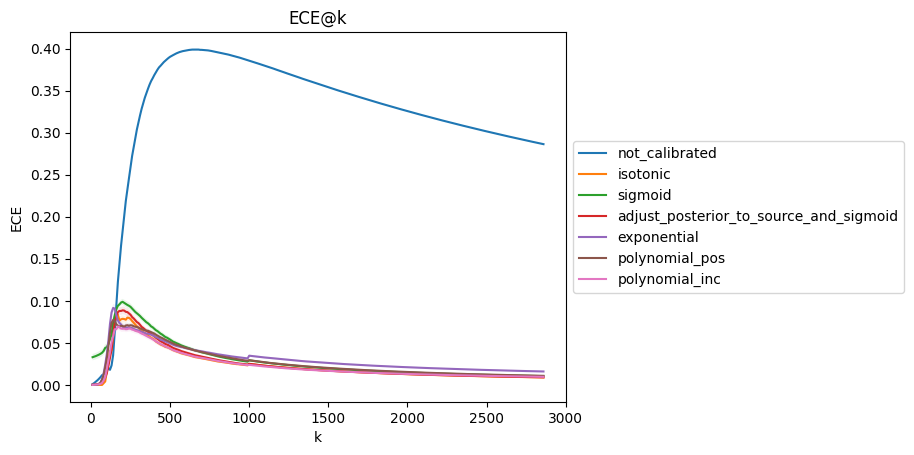 ECE@k
0.40
0.35
0.30
0.25
0.20
0.15
0.10
0.05
0.00
ECE
0 500 1000 1500 2000 2500 3000
k
not_calibrated
isotonic
sigmoid
adjust_posterior_to_source_and_sigmoid
exponential
polynomial_pos
polynomial_inc